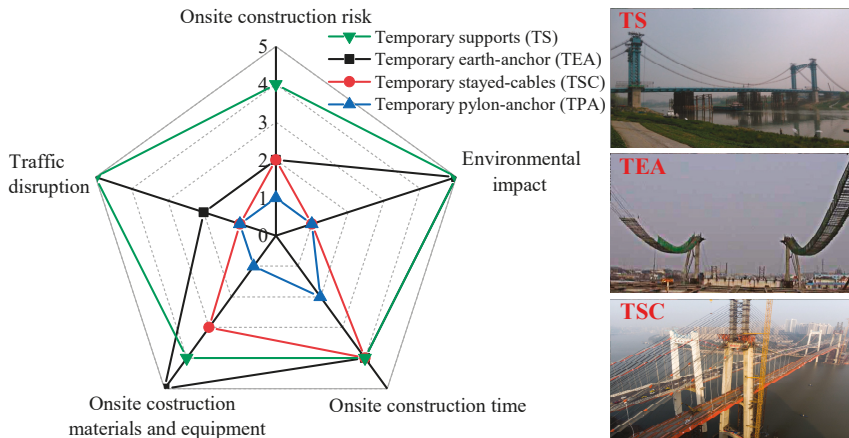 Onsite construction risk
5
4
3
2
1
0
Temporary supports (TS)
Temporary earth-anchor (TEA)
Temporary stayed-cables (TSC)
Temporary pylon-anchor (TPA)
Traffic
disruption
Environmental
impact
Onsite costruction
materials and equipment
Onsite construction time
TS
TEA
TSC